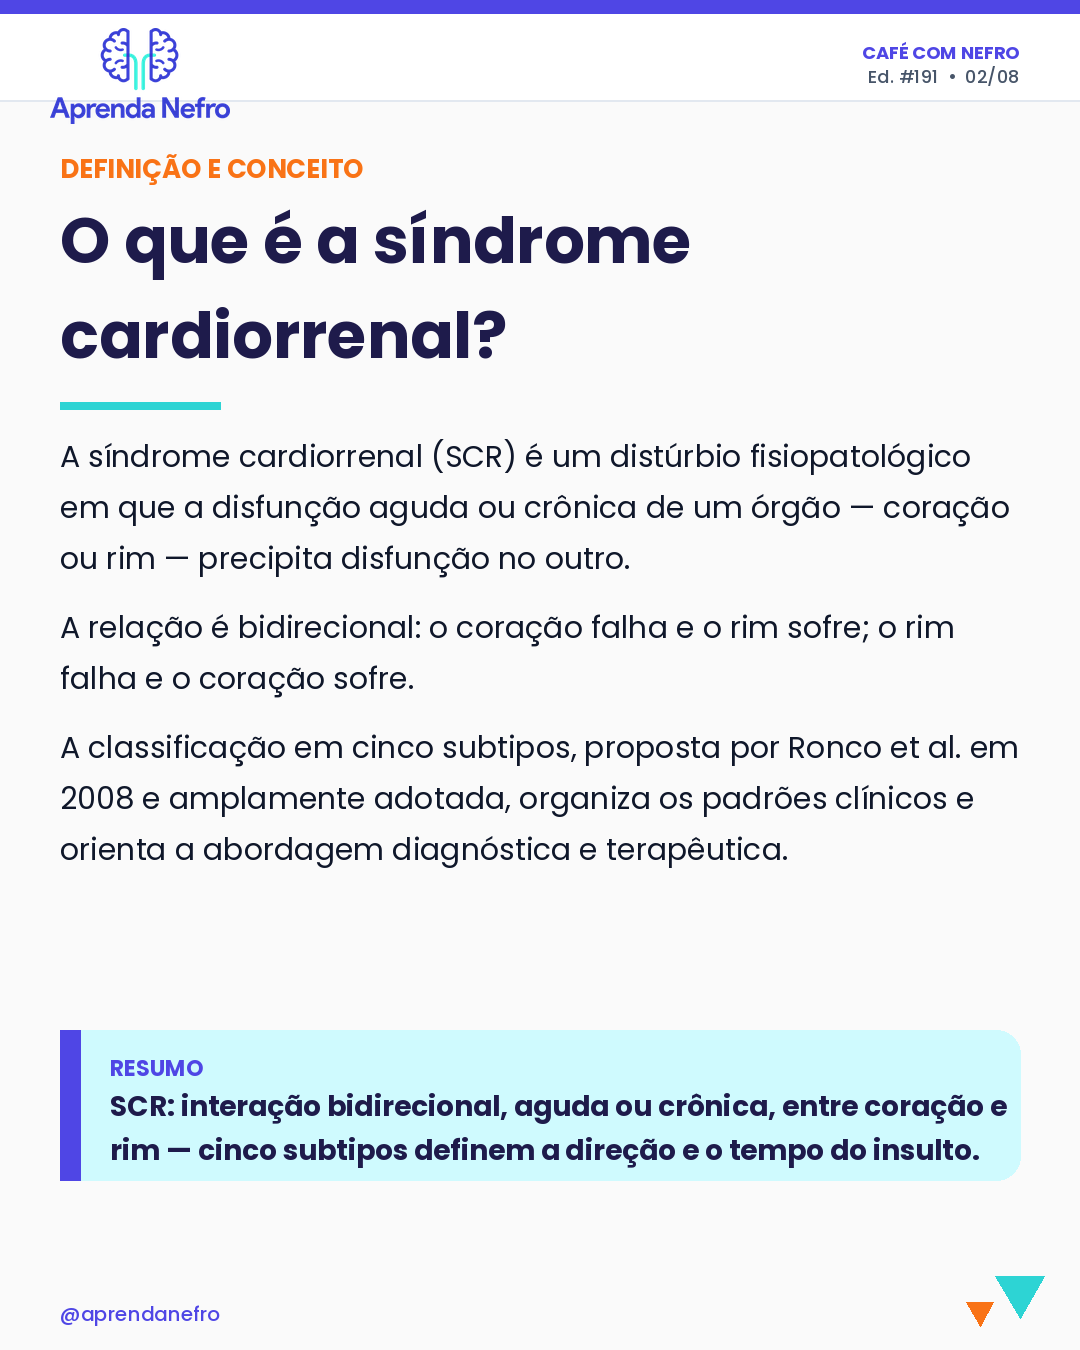 Aprenda Nefro
CAFÉ COM NEFRO
Ed. #191 • 02/08
DEFINIÇÃO E CONCEITO
O que é a síndrome
cardiorrenal?
A síndrome cardiorrenal (SCR) é um distúrbio fisiopatológico
em que a disfunção aguda ou crônica de um órgão — coração
ou rim — precipita disfunção no outro.
A relação é bidirecional: o coração falha e o rim sofre; o rim
falha e o coração sofre.
A classificação em cinco subtipos, proposta por Ronco et al. em
2008 e amplamente adotada, organiza os padrões clínicos e
orienta a abordagem diagnóstica e terapêutica.
RESUMO
SCR: interação bidirecional, aguda ou crônica, entre coração e
rim — cinco subtipos definem a direção e o tempo do insulto.
@aprendanefro